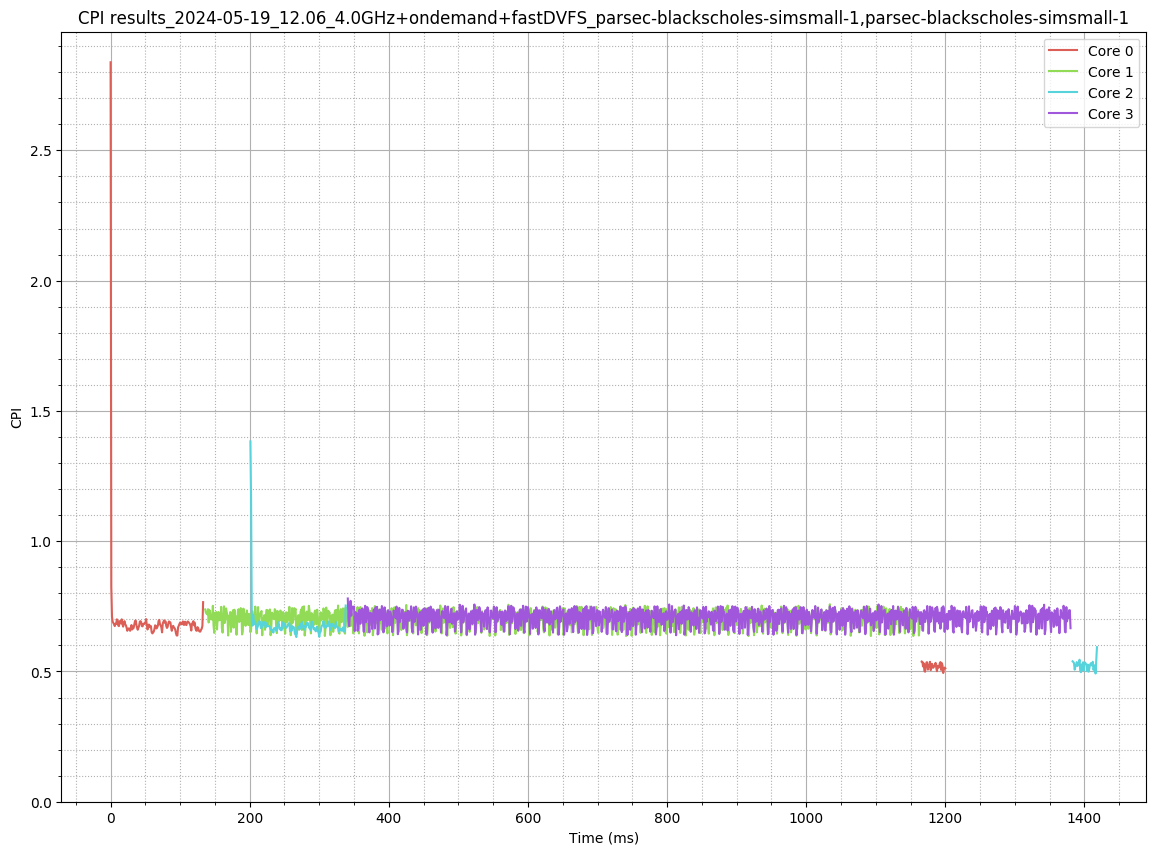 CPI results_2024-05-19_12.06_4.0GHz+ondemand+fastDVFS_parsec-blackscholes-simsmall-1,parsec-blackscholes-simsmall-1
Core 0
Core 1
Core 2
Core 3
CPI
2.5
2.0
1.5
1.0
0.5
0.0
0 200 400 600 800 1000 1200 1400
Time (ms)